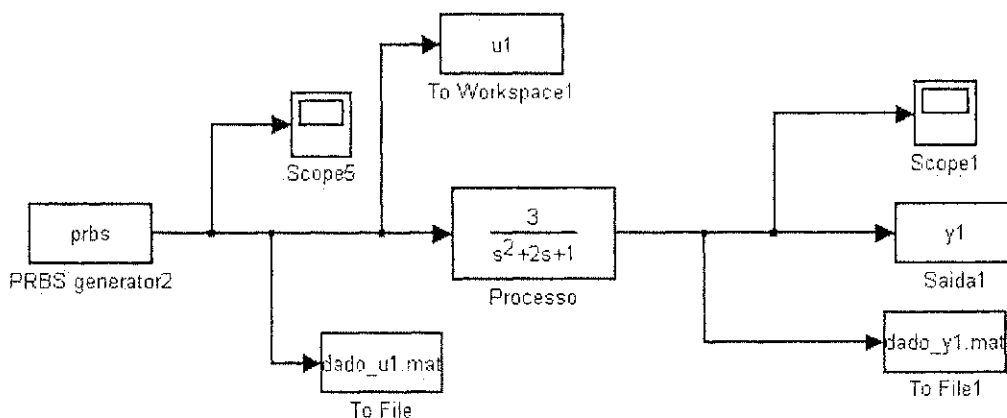 u1
To Workspace1
Scope5
Scope1
prbs
PRBS generator2
3
s²+2s+1
Processo
y1
Saida1
dado_u1.mat
To File
dado_y1.mat
To File1